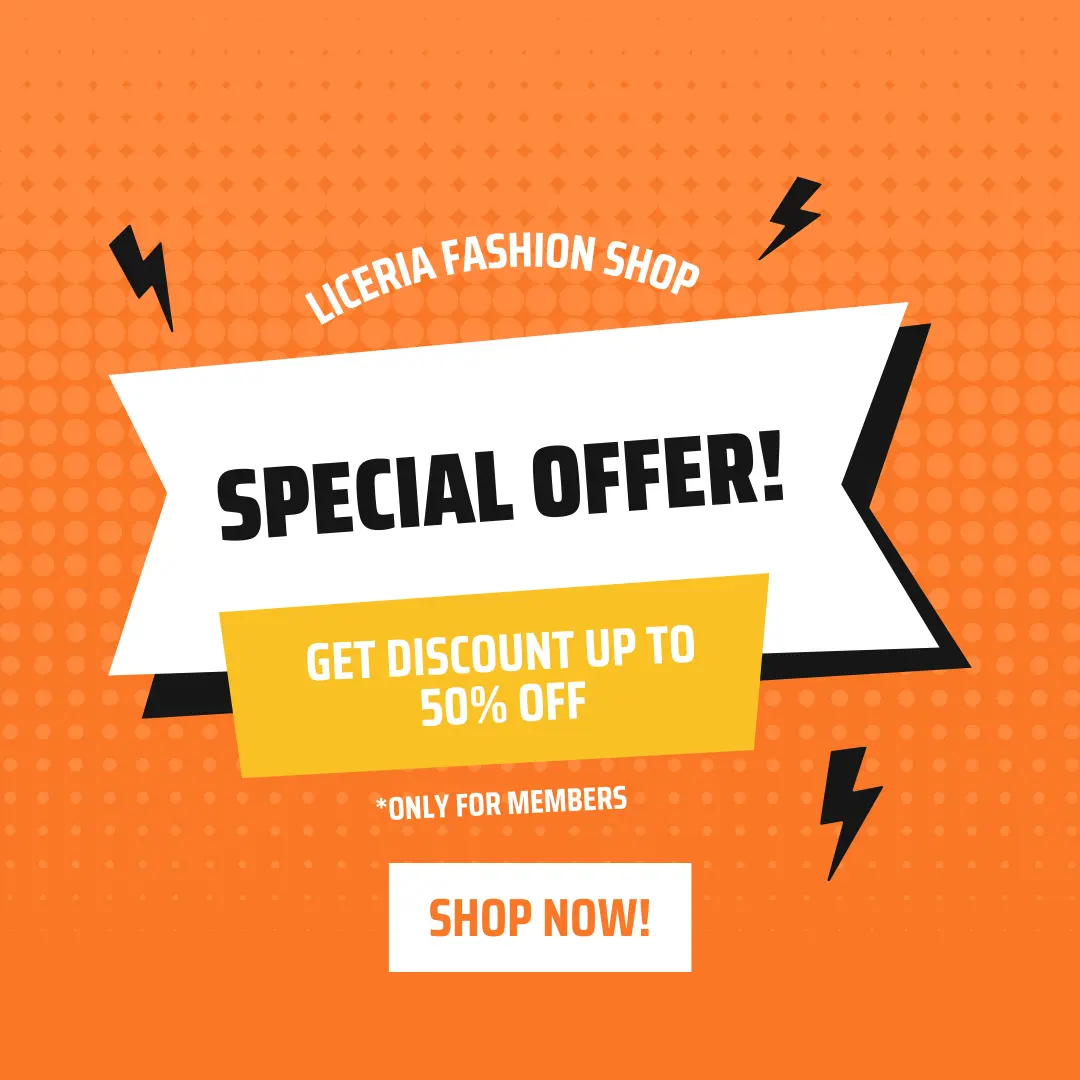 LICERIA FASHION SHOP
SPECIAL OFFER!
GET DISCOUNT UP TO
50% OFF
*ONLY FOR MEMBERS
SHOP NOW!